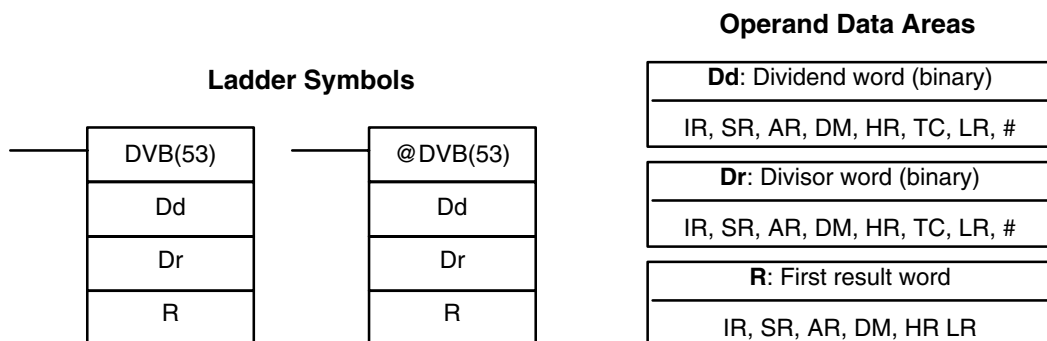 Operand Data Areas
Ladder Symbols
Dd: Dividend word (binary)
IR, SR, AR, DM, HR, TC, LR, #
DVB(53)
@DVB(53)
Dr: Divisor word (binary)
Dd
Dd
IR, SR, AR, DM, HR, TC, LR, #
Dr
Dr
R: First result word
R
R
IR, SR, AR, DM, HR LR